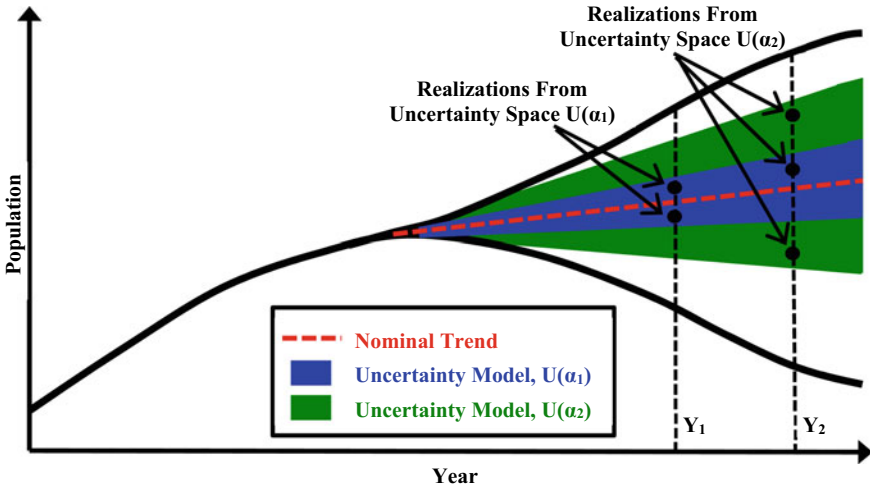 Realizations From
Uncertainty Space U(α₂)
Realizations From
Uncertainty Space U(α₁)
Population
Nominal Trend
Uncertainty Model, U(α₁)
Uncertainty Model, U(α₂)
Y₁
Y₂
Year